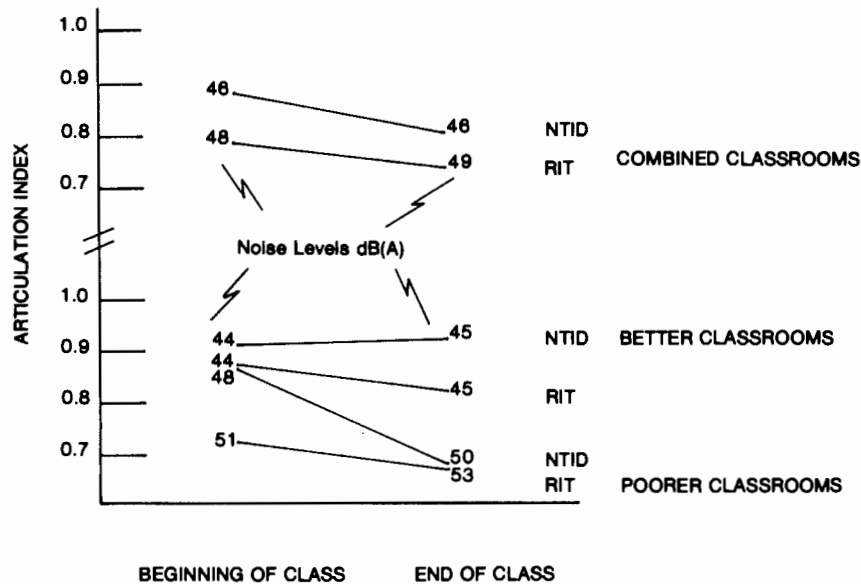 ARTICULATION INDEX
1.0
0.9
0.8
0.7
46
48
46 NTID
49 RIT
COMBINED CLASSROOMS
Noise Levels dB(A)
1.0
0.9
0.8
0.7
44
44
48
51
45 NTID BETTER CLASSROOMS
45 RIT
50 NTID
53 RIT POORER CLASSROOMS
BEGINNING OF CLASS END OF CLASS